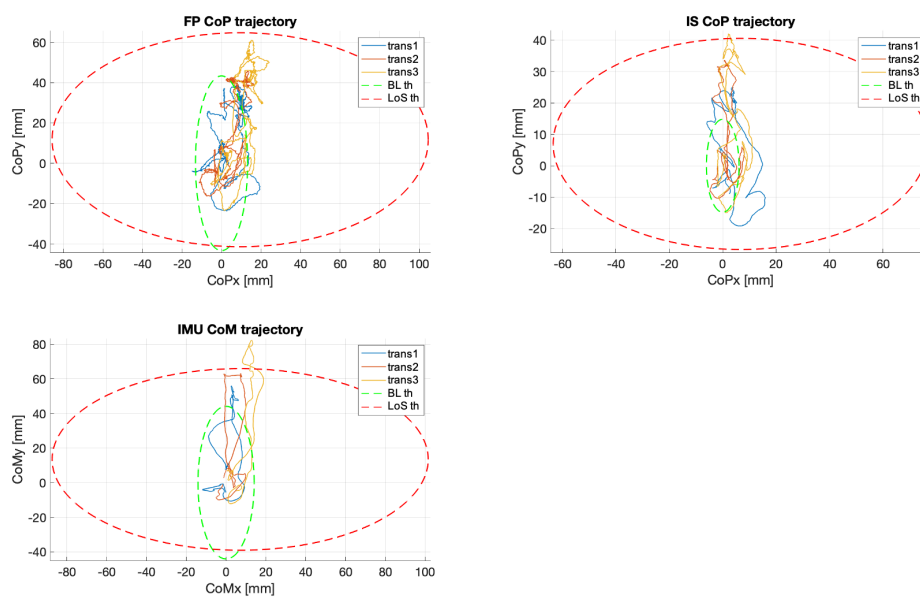 FP CoP trajectory
60
40
20
0
-20
-40
CoPy [mm]
-80
-60
-40
-20
0
20
40
60
80
100
CoPx [mm]
trans1
trans2
trans3
BL th
LoS th
IS CoP trajectory
40
30
20
10
0
-10
-20
CoPy [mm]
-60
-40
-20
0
20
40
60
CoPx [mm]
trans1
trans2
trans3
BL th
LoS th
IMU CoM trajectory
80
60
40
20
0
-20
-40
CoMy [mm]
-80
-60
-40
-20
0
20
40
60
80
100
CoMx [mm]
trans1
trans2
trans3
BL th
LoS th